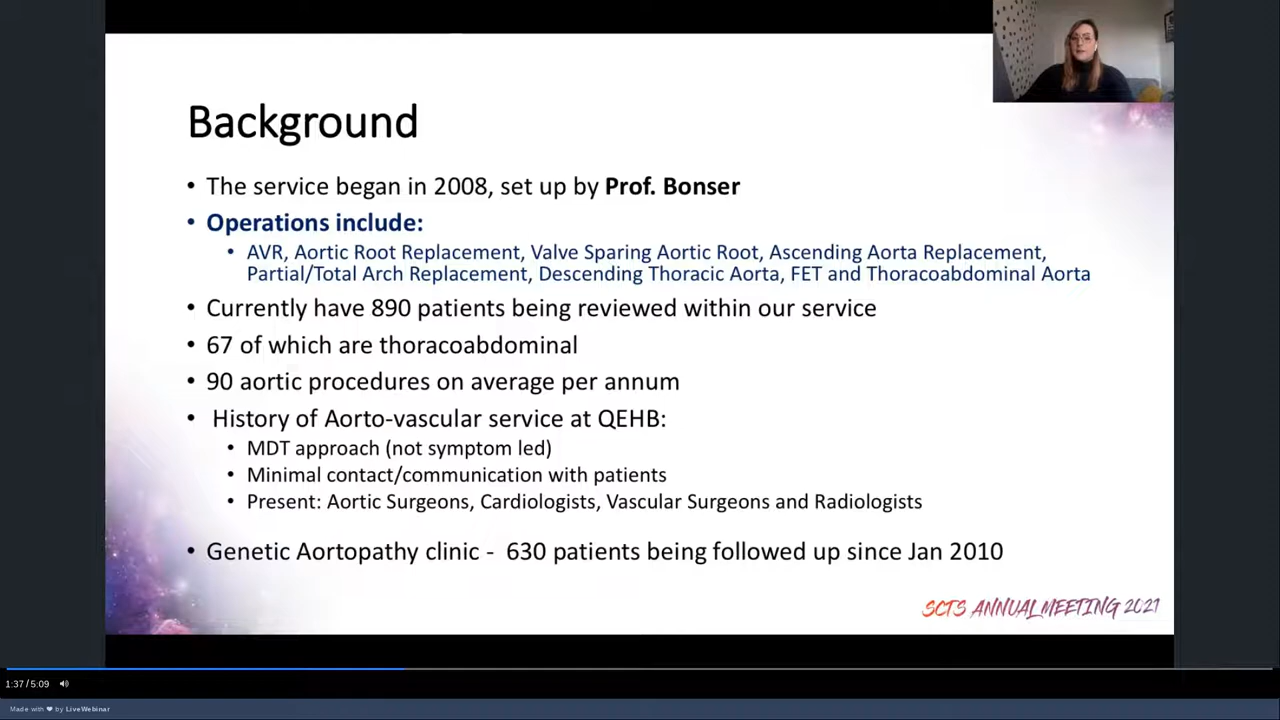 Background
• The service began in 2008, set up by Prof. Bonser
• Operations include:
• AVR, Aortic Root Replacement, Valve Sparing Aortic Root, Ascending Aorta Replacement,
Partial/Total Arch Replacement, Descending Thoracic Aorta, FET and Thoracoabdominal Aorta
• Currently have 890 patients being reviewed within our service
• 67 of which are thoracoabdominal
• 90 aortic procedures on average per annum
• History of Aorto-vascular service at QEHB:
• MDT approach (not symptom led)
• Minimal contact/communication with patients
• Present: Aortic Surgeons, Cardiologists, Vascular Surgeons and Radiologists
• Genetic Aortopathy clinic - 630 patients being followed up since Jan 2010
SCTS ANNUAL MEETING 2021
1:37/5:09
Made with ❤ by LiveWebinar